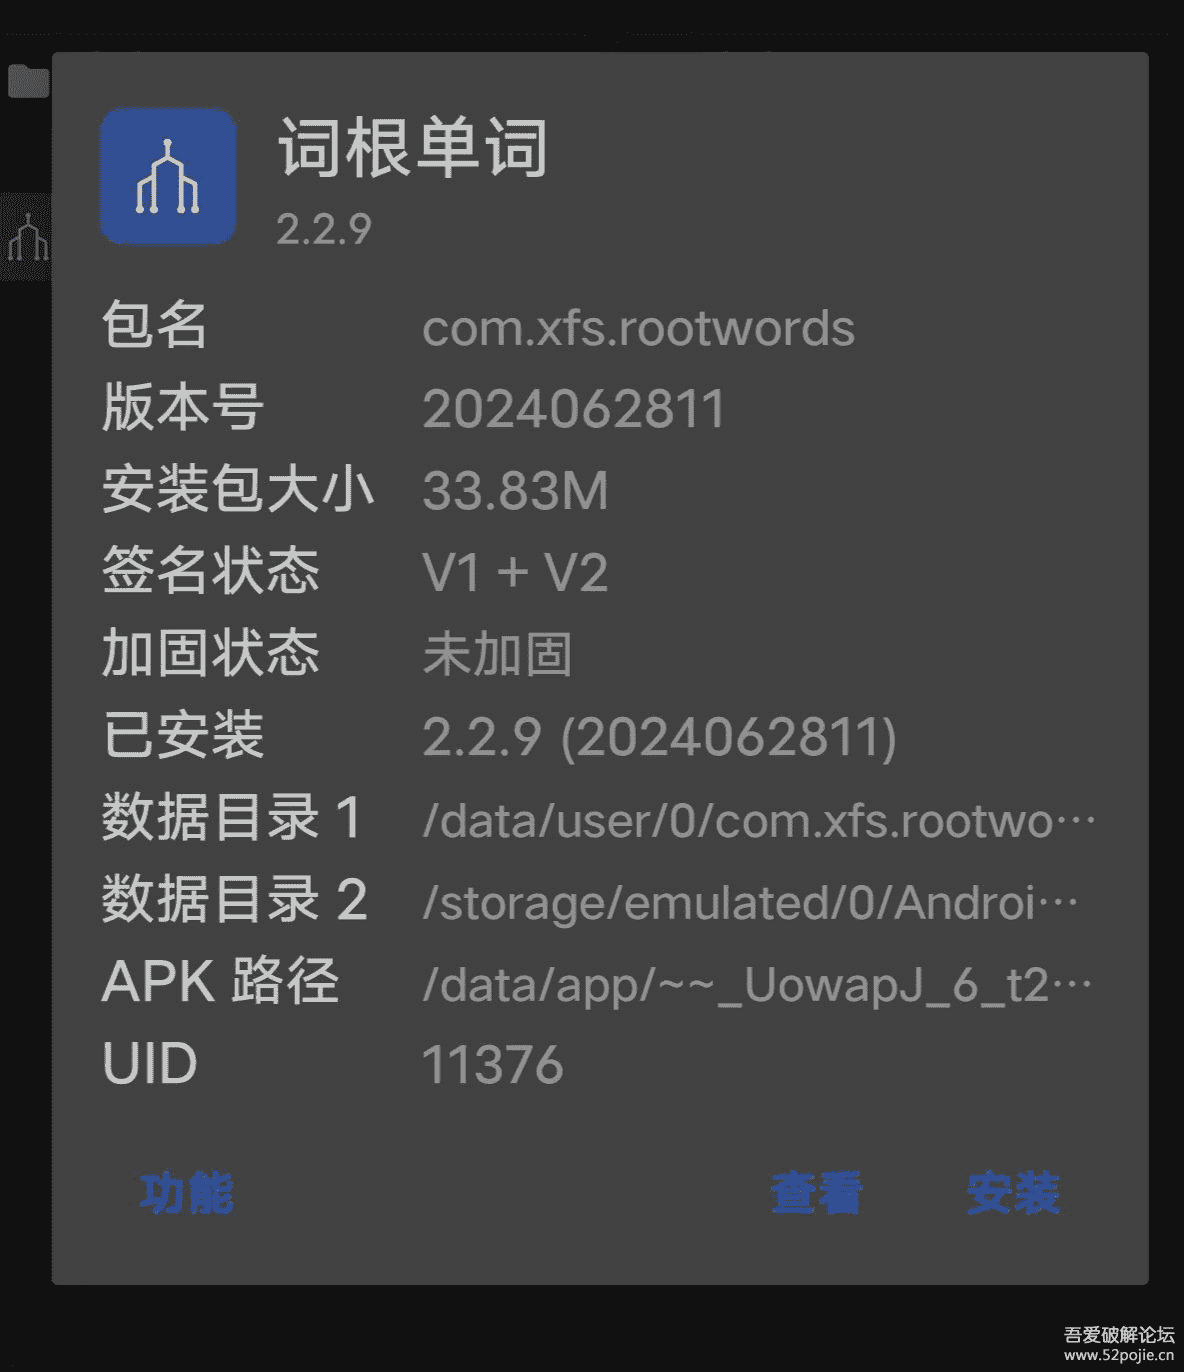 词根单词
2.2.9
包名 com.xfs.rootwords
版本号 2024062811
安装包大小 33.83M
签名状态 V1 + V2
加固状态 未加固
已安装 2.2.9 (2024062811)
数据目录 1 /data/user/0/com.xfs.rootwo···
数据目录 2 /storage/emulated/0/Androi···
APK 路径 /data/app/~~_UowapJ_6_t2···
UID 11376
功能 查看 安装
吾爱破解论坛
www.52pojie.cn